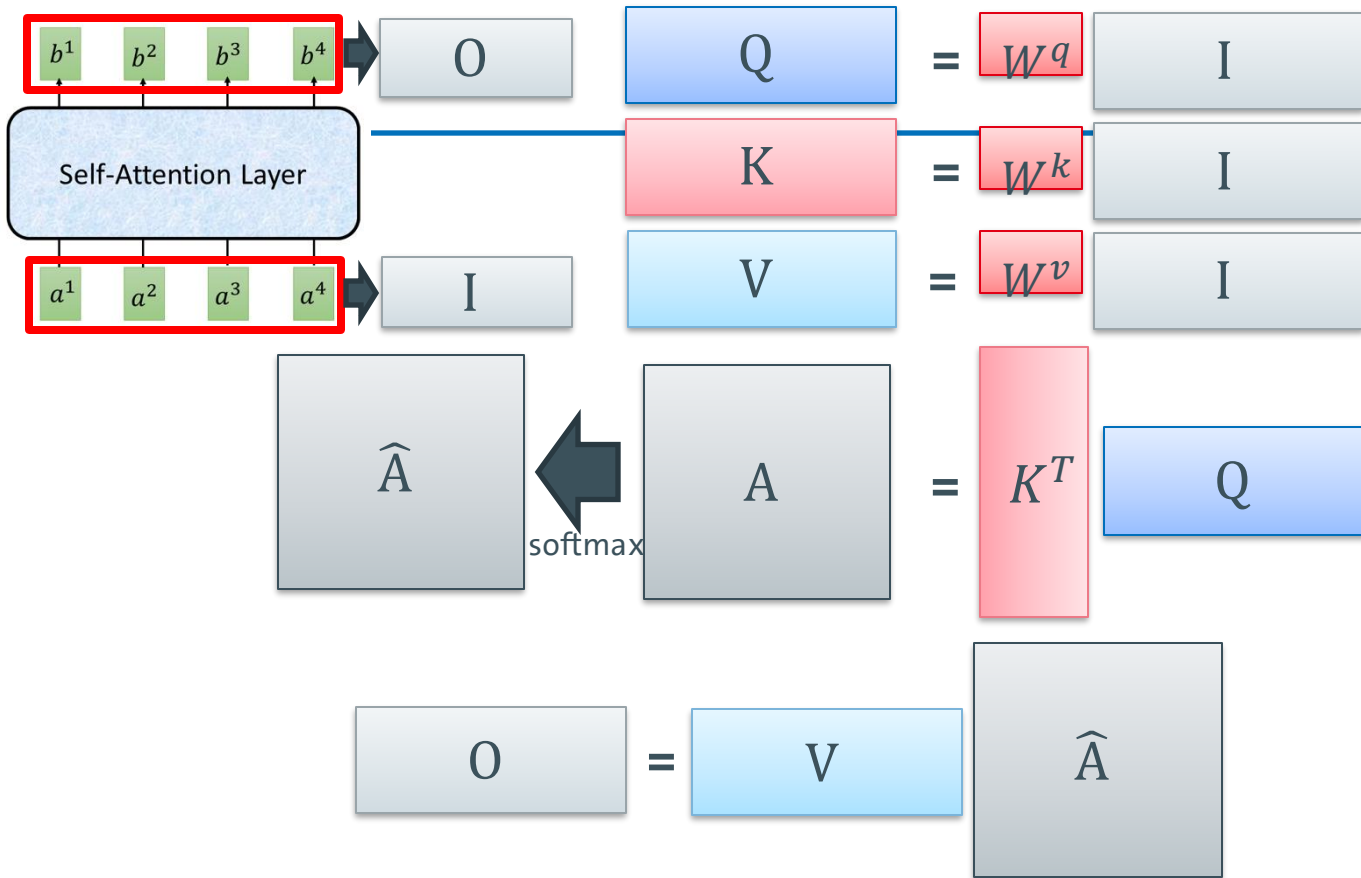 b¹ b² b³ b⁴ O Q = W^q I
Self-Attention Layer K = W^k I
a¹ a² a³ a⁴ I V = W^v I
Â A = K^T Q
softmax
O = V Â